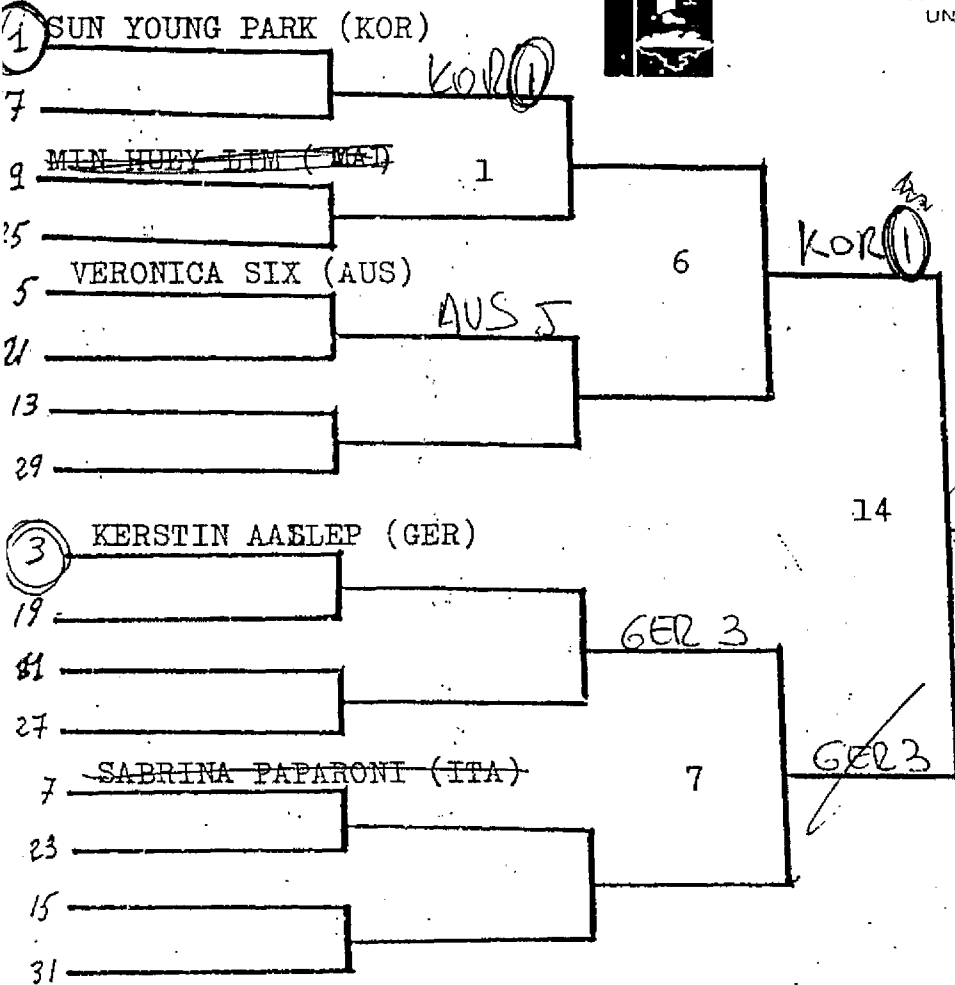 UN
1 SUN YOUNG PARK (KOR)
KOR 1
7
9 MIN HUEY LIM ( MAL)
1
25
KOR 1
5 VERONICA SIX (AUS)
6
AUS 5
21
13
29
14
3 KERSTIN AASLEP (GER)
19
GER 3
11
27
7 SABRINA PAPARONI (ITA)
7
GER 3
23
15
31